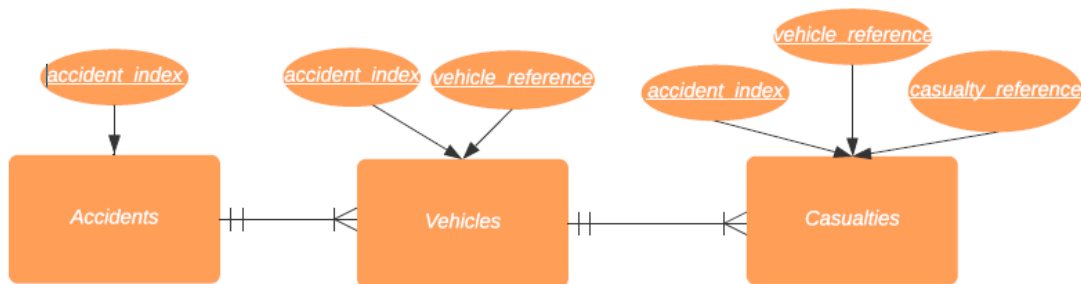 vehicle_reference
accident_index
accident_index
vehicle_reference
accident_index
casualty_reference
Accidents
Vehicles
Casualties